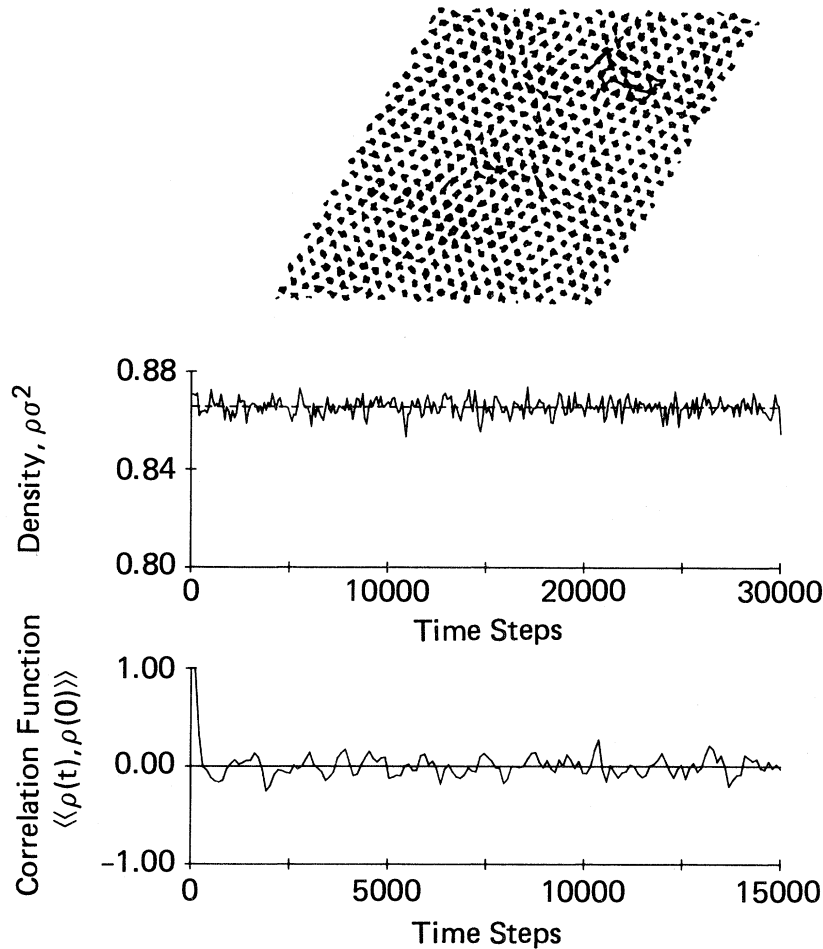 0.88
0.84
0.80
Density, ρσ²
0 10000 20000 30000
Time Steps
1.00
0.00
−1.00
Correlation Function
⟨⟨ρ(t),ρ(0)⟩⟩
0 5000 10000 15000
Time Steps